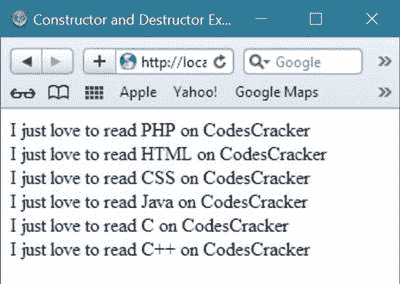 Constructor and Destructor Ex...
http://loca
Google
Apple Yahoo! Google Maps
I just love to read PHP on CodesCracker
I just love to read HTML on CodesCracker
I just love to read CSS on CodesCracker
I just love to read Java on CodesCracker
I just love to read C on CodesCracker
I just love to read C++ on CodesCracker